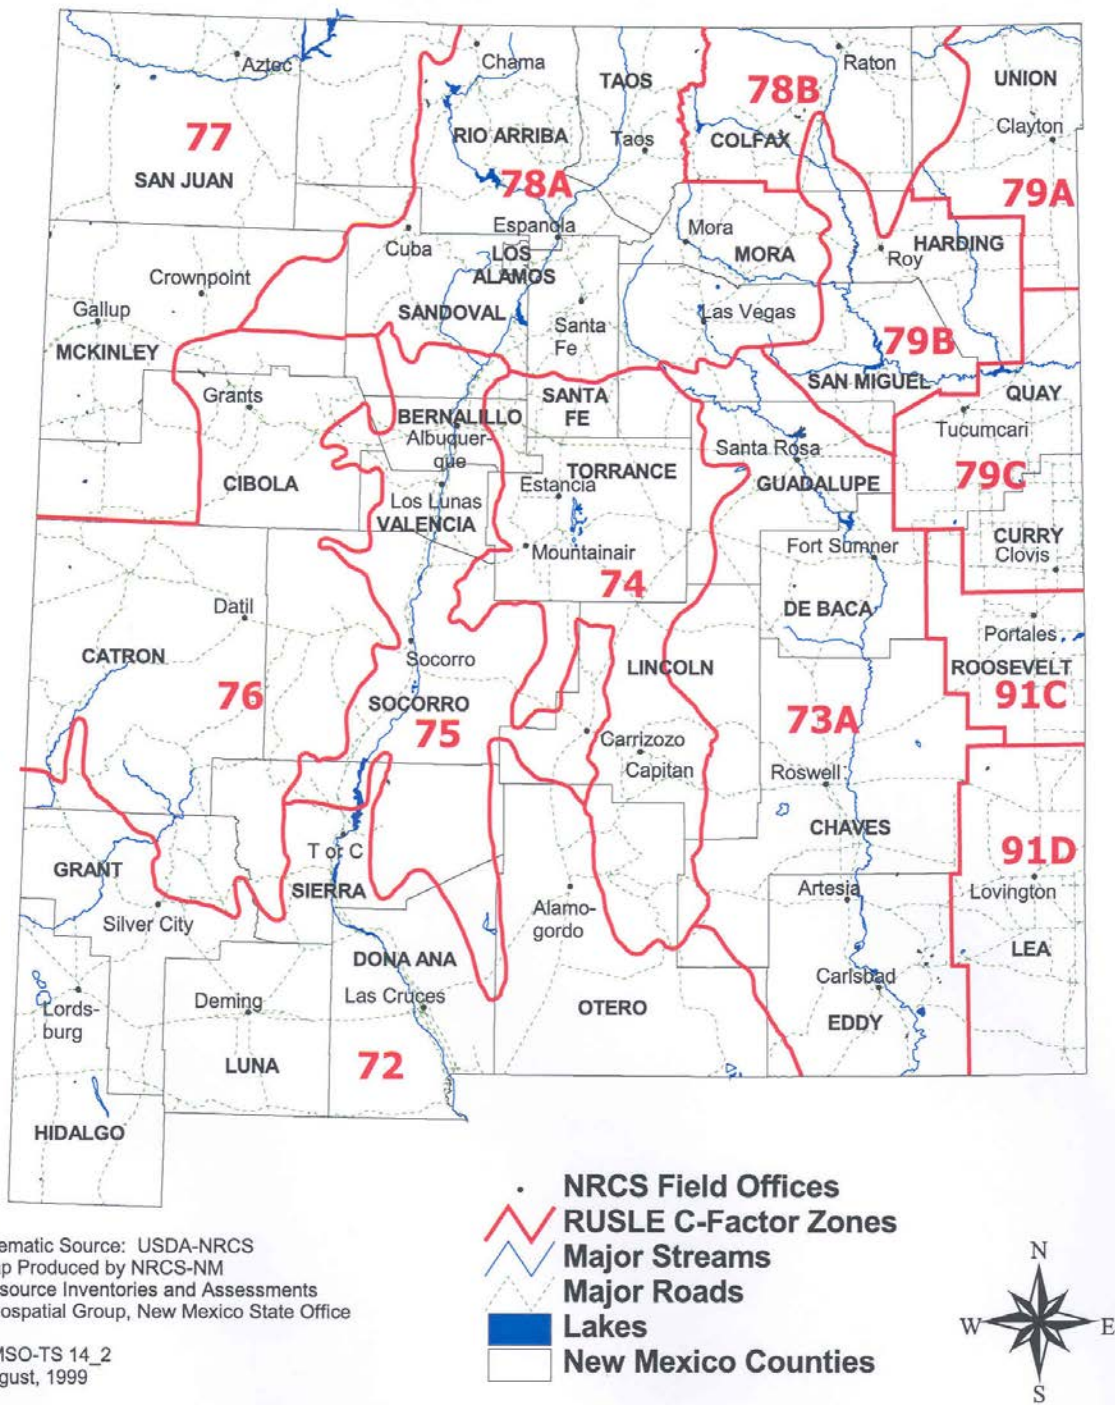 Aztec
Chama
Raton
TAOS
UNION
78B
Clayton
77
RIO ARRIBA
Taos
COLFAX
SAN JUAN
78A
79A
Espanola
Mora
Cuba
LOS
ALAMOS
MORA
Roy
HARDING
Crownpoint
SANDOVAL
Gallup
Santa
Fe
Las Vegas
79B
MCKINLEY
SAN MIGUEL
QUAY
Grants
SANTA
FE
BERNALILLO
Albuquer-
que
Tucumcari
Santa Rosa
79C
CIBOLA
Los Lunas
VALENCIA
Estancia
TORRANCE
GUADALUPE
CURRY
Clovis
Mountainair
Fort Sumner
74
Datil
DE BACA
Portales
CATRON
Socorro
LINCOLN
ROOSEVELT
76
SOCORRO
75
73A
91C
Carrizozo
Capitan
Roswell
CHAVES
T or C
91D
GRANT
SIERRA
Artesia
Lovington
Silver City
Alamo-
gordo
DONA ANA
LEA
Lords-
burg
Deming
Las Cruces
Carlsbad
OTERO
EDDY
LUNA
72
HIDALGO
NRCS Field Offices
RUSLE C-Factor Zones
Major Streams
Major Roads
Lakes
New Mexico Counties
ematic Source: USDA-NRCS
ap Produced by NRCS-NM
source Inventories and Assessments
ospatial Group, New Mexico State Office
MSO-TS 14_2
gust, 1999
N
W
E
S